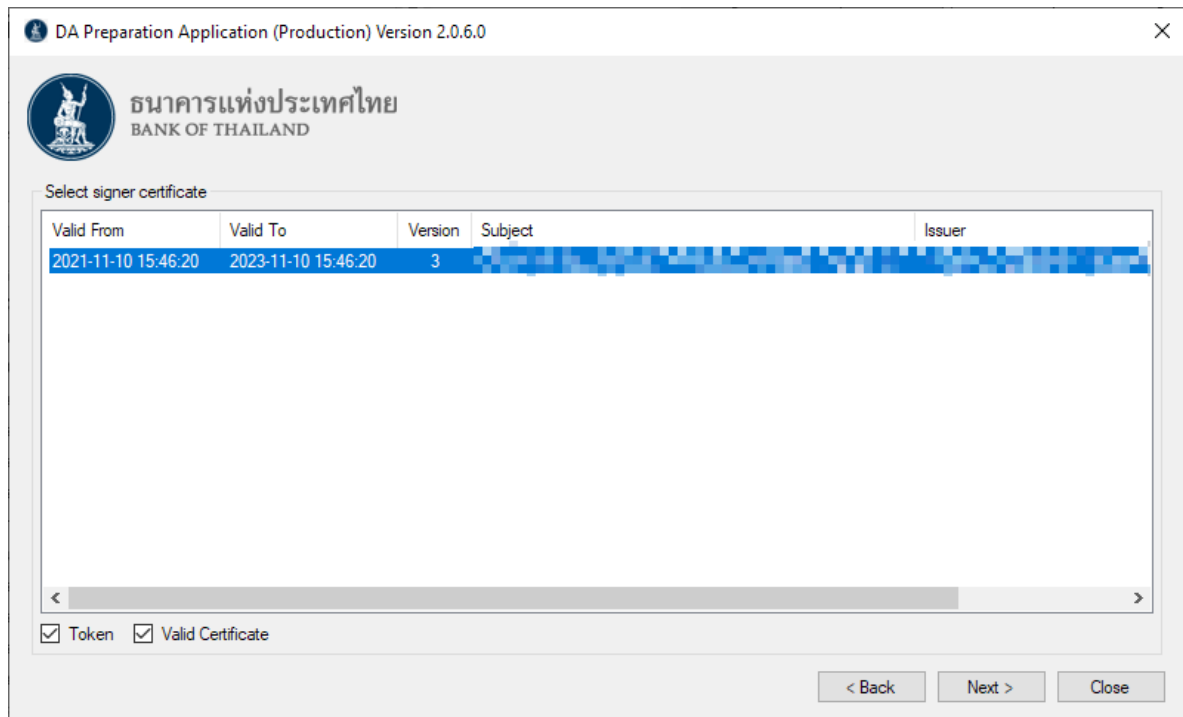 DA Preparation Application (Production) Version 2.0.6.0
ธนาคารแห่งประเทศไทย
BANK OF THAILAND
Select signer certificate
Valid From Valid To Version Subject Issuer
2021-11-10 15:46:20 2023-11-10 15:46:20 3
Token Valid Certificate
< Back Next > Close